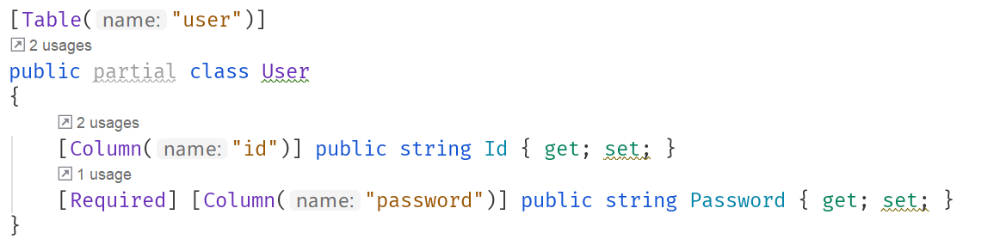 [Table( name: "user")]
2 usages
public partial class User
{
2 usages
[Column( name: "id")] public string Id { get; set; }
1 usage
[Required] [Column( name: "password")] public string Password { get; set; }
}